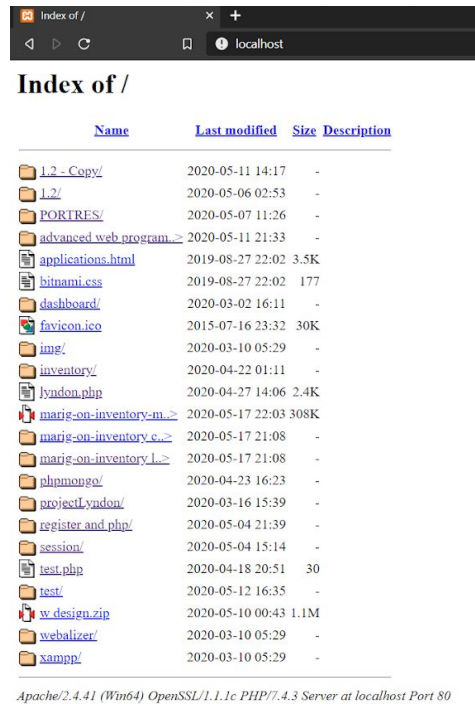 Index of /
localhost
Index of /
Name Last modified Size Description
1.2 - Copy/ 2020-05-11 14:17 -
1.2/ 2020-05-06 02:53 -
PORTRES/ 2020-05-07 11:26 -
advanced web program..> 2020-05-11 21:33 -
applications.html 2019-08-27 22:02 3.5K
bitnami.css 2019-08-27 22:02 177
dashboard/ 2020-03-02 16:11 -
favicon.ico 2015-07-16 23:32 30K
img/ 2020-03-10 05:29 -
inventory/ 2020-04-22 01:11 -
lyndon.php 2020-04-27 14:06 2.4K
marig-on-inventory-m..> 2020-05-17 22:03 308K
marig-on-inventory c..> 2020-05-17 21:08 -
marig-on-inventory l..> 2020-05-17 21:08 -
phpmongo/ 2020-04-23 16:23 -
projectLyndon/ 2020-03-16 15:39 -
register and php/ 2020-05-04 21:39 -
session/ 2020-05-04 15:14 -
test.php 2020-04-18 20:51 30
test/ 2020-05-12 16:35 -
w design.zip 2020-05-10 00:43 1.1M
webalizer/ 2020-03-10 05:29 -
xampp/ 2020-03-10 05:29 -
Apache/2.4.41 (Win64) OpenSSL/1.1.1c PHP/7.4.3 Server at localhost Port 80